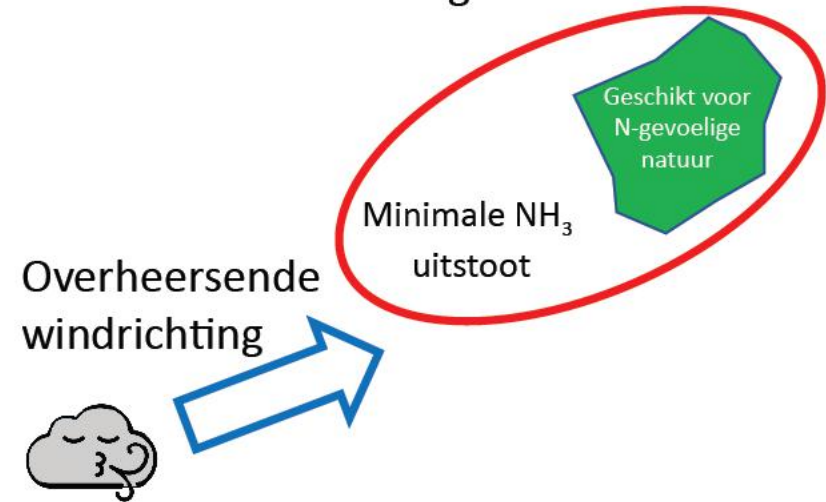 Geschikt voor
N-gevoelige
natuur
Minimale NH₃
uitstoot
Overheersende
windrichting